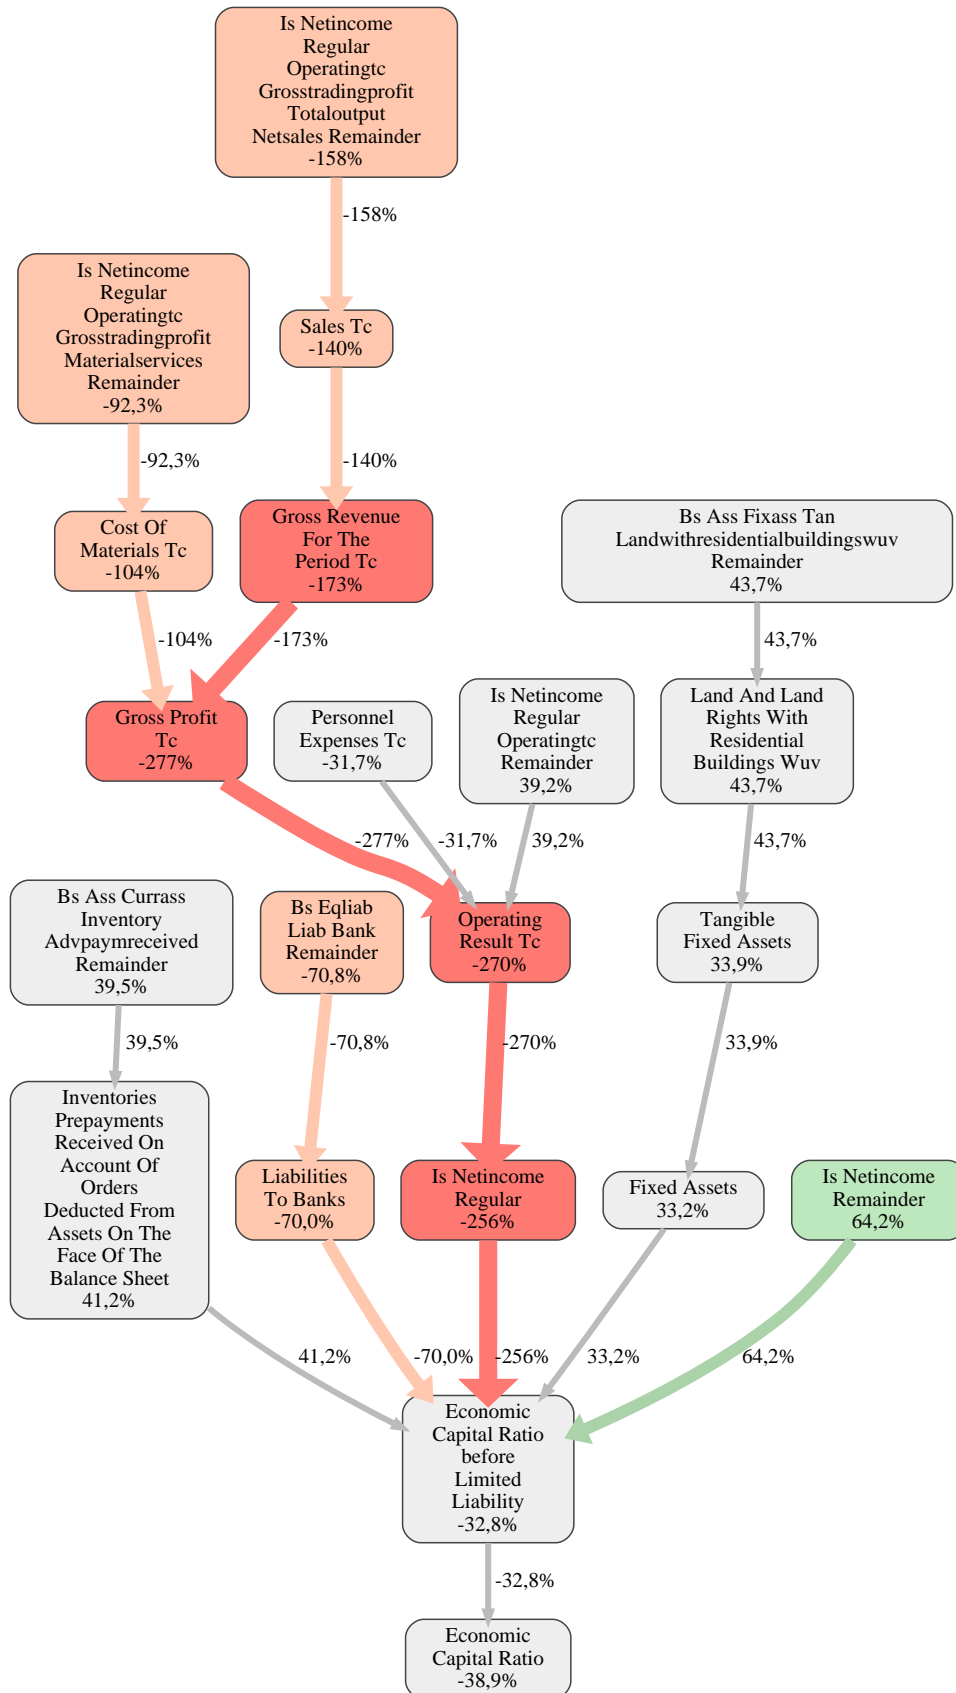 Is Netincome
Regular
Operatingtc
Grosstradingprofit
Totaloutput
Netsales Remainder
-158%
-158%
Is Netincome
Regular
Operatingtc
Grosstradingprofit
Materialservices
Remainder
-92,3%
Sales Tc
-140%
-92,3%
-140%
Cost Of
Materials Tc
-104%
Gross Revenue
For The
Period Tc
-173%
Bs Ass Fixass Tan
Landwithresidentialbuildingswuv
Remainder
43,7%
-104%
-173%
43,7%
Gross Profit
Tc
-277%
Personnel
Expenses Tc
-31,7%
Is Netincome
Regular
Operatingtc
Remainder
39,2%
Land And Land
Rights With
Residential
Buildings Wuv
43,7%
-277%
-31,7%
39,2%
43,7%
Bs Ass Currass
Inventory
Advpaymreceived
Remainder
39,5%
Bs Eqliab
Liab Bank
Remainder
-70,8%
Operating
Result Tc
-270%
Tangible
Fixed Assets
33,9%
39,5%
-70,8%
-270%
33,9%
Inventories
Prepayments
Received On
Account Of
Orders
Deducted From
Assets On The
Face Of The
Balance Sheet
41,2%
Liabilities
To Banks
-70,0%
Is Netincome
Regular
-256%
Fixed Assets
33,2%
Is Netincome
Remainder
64,2%
41,2%
-70,0%
-256%
33,2%
64,2%
Economic
Capital Ratio
before
Limited
Liability
-32,8%
-32,8%
Economic
Capital Ratio
-38,9%